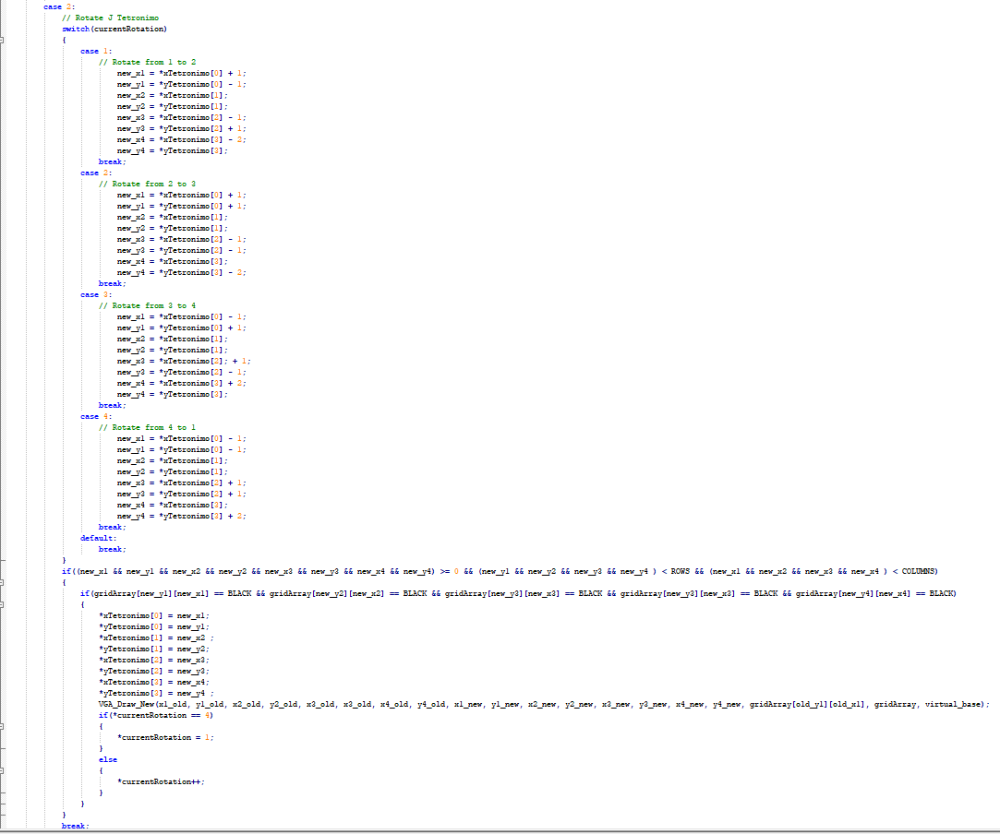 case 2:
// Rotate J Tetronimo
switch(currentRotation)
{
case 1:
// Rotate from 1 to 2
new_x1 = *xTetronimo[0] + 1;
new_y1 = *yTetronimo[0] - 1;
new_x2 = *xTetronimo[1];
new_y2 = *yTetronimo[1];
new_x3 = *xTetronimo[2] - 1;
new_y3 = *yTetronimo[2] + 1;
new_x4 = *xTetronimo[3] - 2;
new_y4 = *yTetronimo[3];
break;
case 2:
// Rotate from 2 to 3
new_x1 = *xTetronimo[0] + 1;
new_y1 = *yTetronimo[0] + 1;
new_x2 = *xTetronimo[1];
new_y2 = *yTetronimo[1];
new_x3 = *xTetronimo[2] - 1;
new_y3 = *yTetronimo[2] - 1;
new_x4 = *xTetronimo[3];
new_y4 = *yTetronimo[3] - 2;
break;
case 3:
// Rotate from 3 to 4
new_x1 = *xTetronimo[0] - 1;
new_y1 = *yTetronimo[0] + 1;
new_x2 = *xTetronimo[1];
new_y2 = *yTetronimo[1];
new_x3 = *xTetronimo[2]; + 1;
new_y3 = *yTetronimo[2] - 1;
new_x4 = *xTetronimo[3] + 2;
new_y4 = *yTetronimo[3];
break;
case 4:
// Rotate from 4 to 1
new_x1 = *xTetronimo[0] - 1;
new_y1 = *yTetronimo[0] - 1;
new_x2 = *xTetronimo[1];
new_y2 = *yTetronimo[1];
new_x3 = *xTetronimo[2] + 1;
new_y3 = *yTetronimo[2] + 1;
new_x4 = *xTetronimo[3];
new_y4 = *yTetronimo[3] + 2;
break;
default:
break;
}
if((new_x1 && new_y1 && new_x2 && new_y2 && new_x3 && new_y3 && new_x4 && new_y4) >= 0 && (new_y1 && new_y2 && new_y3 && new_y4 ) < ROWS && (new_x1 && new_x2 && new_x3 && new_x4 ) < COLUMNS)
{
if(gridArray[new_y1][new_x1] == BLACK && gridArray[new_y2][new_x2] == BLACK && gridArray[new_y3][new_x3] == BLACK && gridArray[new_y3][new_x3] == BLACK && gridArray[new_y4][new_x4] == BLACK)
{
*xTetronimo[0] = new_x1;
*yTetronimo[0] = new_y1;
*xTetronimo[1] = new_x2 ;
*yTetronimo[1] = new_y2;
*xTetronimo[2] = new_x3;
*yTetronimo[2] = new_y3;
*xTetronimo[3] = new_x4;
*yTetronimo[3] = new_y4 ;
VGA_Draw_New(x1_old, y1_old, x2_old, y2_old, x3_old, x3_old, x4_old, y4_old, x1_new, y1_new, x2_new, y2_new, x3_new, y3_new, x4_new, y4_new, gridArray[old_y1][old_x1], gridArray, virtual_base);
if(*currentRotation == 4)
{
*currentRotation = 1;
}
else
{
*currentRotation++;
}
}
}
break;